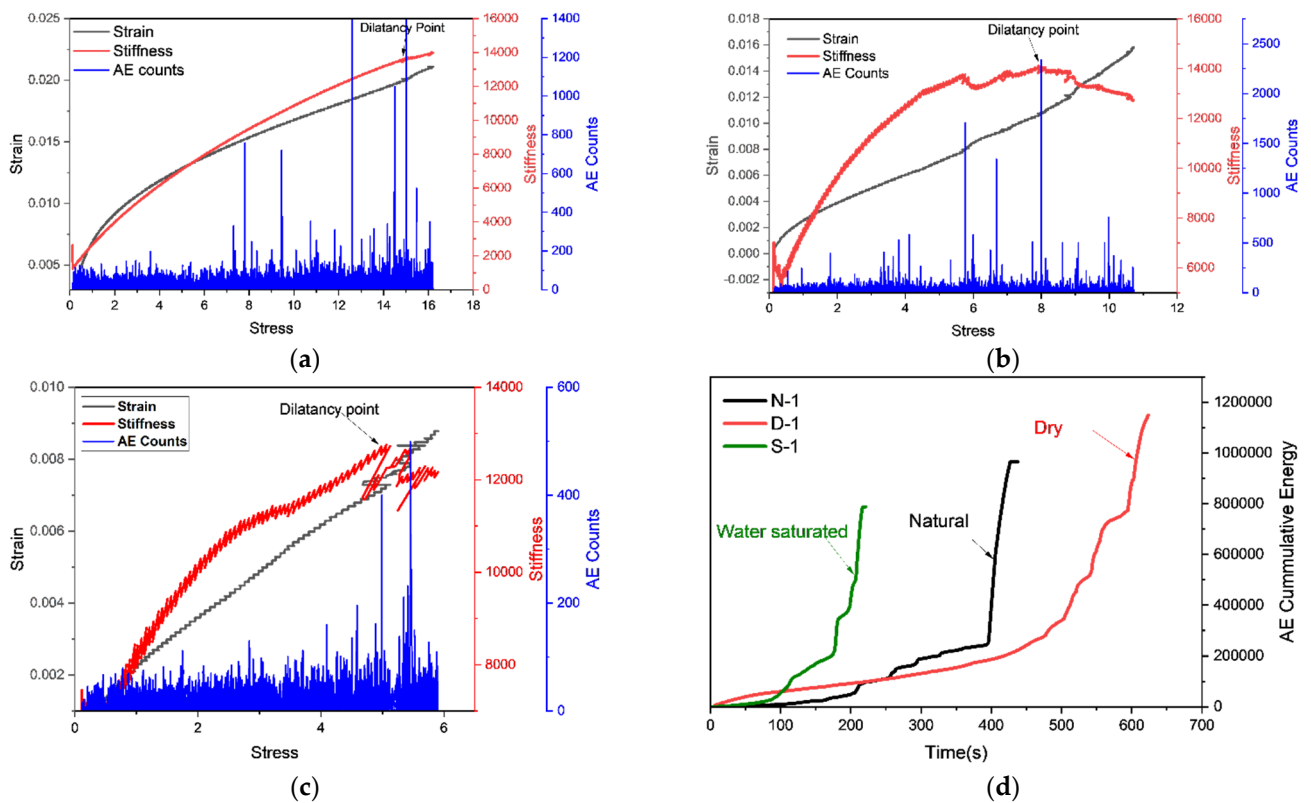 0.025
0.020
0.015
0.010
0.005
Strain
Strain
Stiffness
AE counts
Dilatancy Point
0 2 4 6 8 10 12 14 16 18
Stress
16000
14000
12000
10000
8000
6000
4000
2000
0
Stiffness
1400
1200
1000
800
600
400
200
0
AE Counts
(a)
0.018
0.016
0.014
0.012
0.010
0.008
0.006
0.004
0.002
0.000
-0.002
Strain
Strain
Stiffness
AE Counts
Dilatancy point
0 2 4 6 8 10 12
Stress
16000
14000
12000
10000
8000
6000
Stiffness
2500
2000
1500
1000
500
0
AE Counts
(b)
0.010
0.008
0.006
0.004
0.002
Strain
Strain
Stiffness
AE Counts
Dilatancy point
0 2 4 6
Stress
14000
12000
10000
8000
Stiffness
600
400
200
0
AE Counts
(c)
N-1
D-1
S-1
Water saturated
Natural
Dry
0 100 200 300 400 500 600 700
Time(s)
1200000
1000000
800000
600000
400000
200000
0
AE Cummulative Energy
(d)